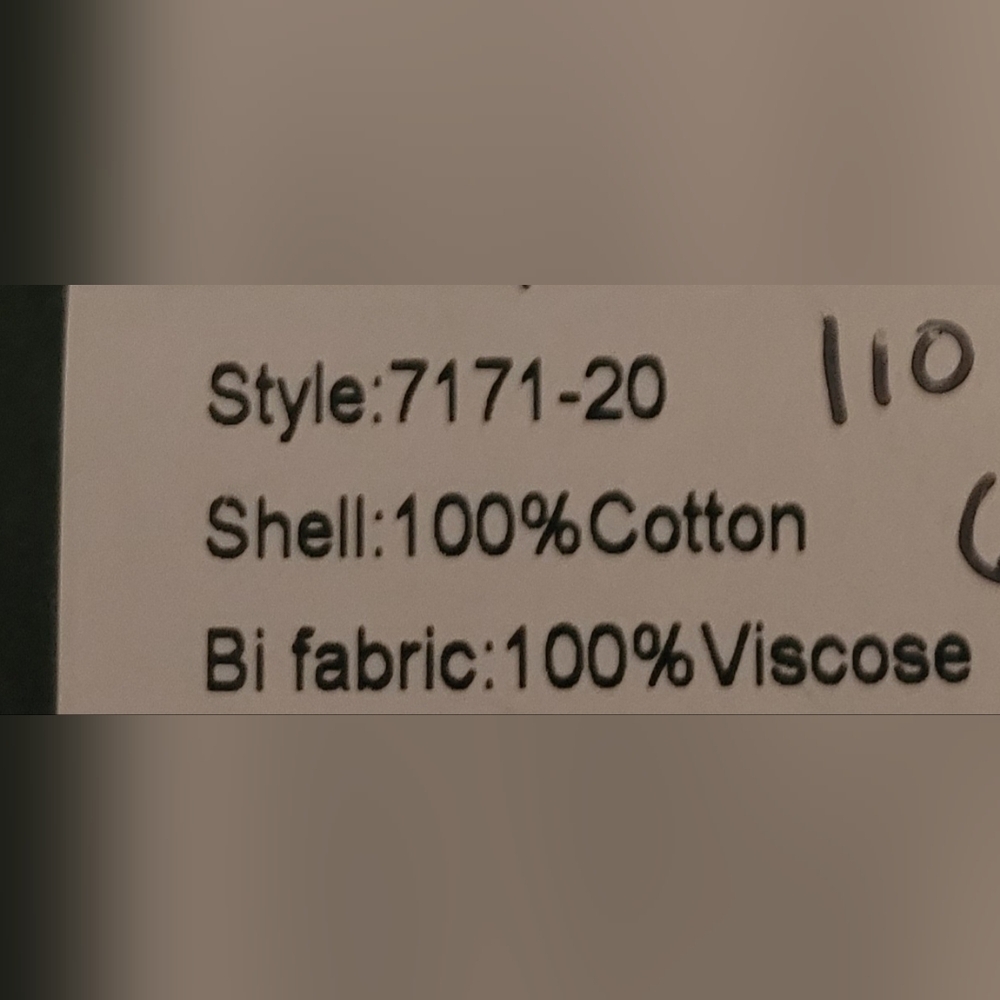 Style:7171-20 110
Shell:100%Cotton
Bi fabric:100%Viscose